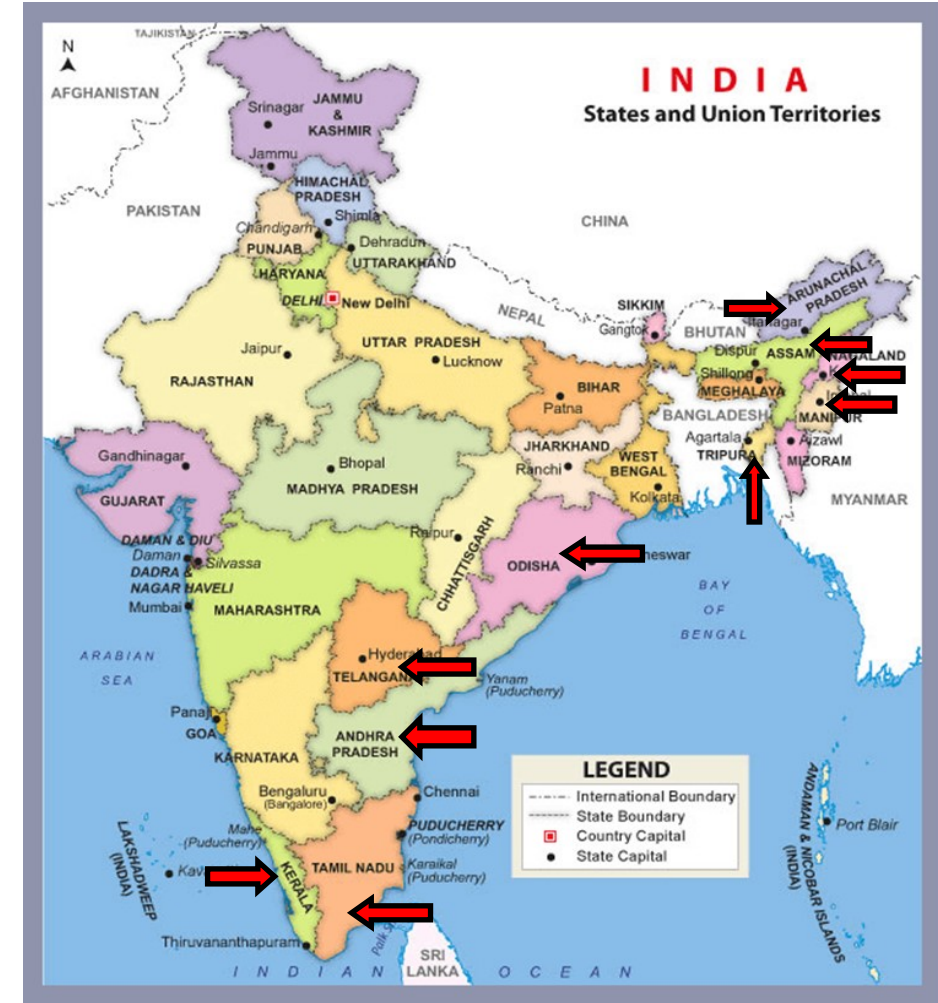 TAJIKISTAN
N
AFGHANISTAN
INDIA
States and Union Territories
JAMMU
&
KASHMIR
Srinagar
Jammu
HIMACHAL
PRADESH
Shimla
PAKISTAN
CHINA
Chandigarh
PUNJAB
Dehradun
UTTARAKHAND
HARYANA
DELHI
New Delhi
ARUNACHAL
PRADESH
SIKKIM
NEPAL
Gangtok
BHUTAN
Itanagar
UTTAR PRADESH
Lucknow
Jaipur
RAJASTHAN
Dispur
ASSAM
NAGALAND
Shillong
MEGHALAYA
BIHAR
Patna
BANGLADESH
MANIPUR
JHARKHAND
Ranchi
WEST
BENGAL
Kolkata
Agartala
TRIPURA
Aizawl
MIZORAM
MYANMAR
Gandhinagar
GUJARAT
Bhopal
MADHYA PRADESH
Raipur
CHHATTISGARH
DAMAN & DIU
Daman
Silvassa
DADRA &
NAGAR HAVELI
Mumbai
MAHARASHTRA
ODISHA
BAY
OF
BENGAL
ARABIAN
SEA
Hyderabad
TELANGANA
Yanam
(Puducherry)
Panaji
GOA
KARNATAKA
ANDHRA
PRADESH
Bengaluru
(Bangalore)
Chennai
LEGEND
International Boundary
State Boundary
Country Capital
State Capital
Mahe
(Puducherry)
PUDUCHERRY
(Pondicherry)
LAKSHADWEEP
(INDIA)
KERALA
TAMIL NADU
Karaikal
(Puducherry)
ANDAMAN & NICOBAR ISLANDS
(INDIA)
Port Blair
Thiruvananthapuram
Palk
SRI
LANKA
INDIAN OCEAN